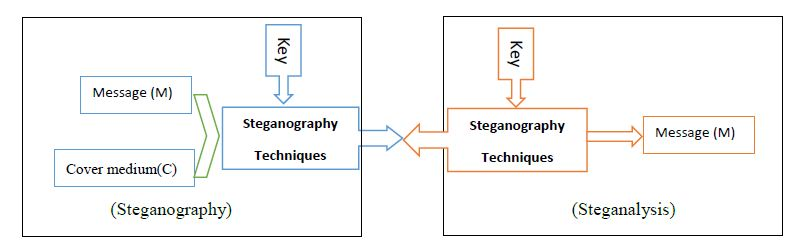 Key
Message (M)
Steganography
Techniques
Cover medium(C)
(Steganography)
Key
Steganography
Techniques
Message (M)
(Steganalysis)